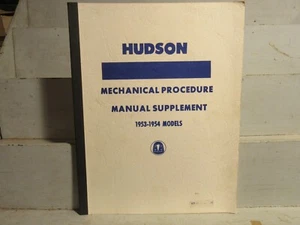 HUDSON
MECHANICAL PROCEDURE
MANUAL SUPPLEMENT
1953-1954 MODELS